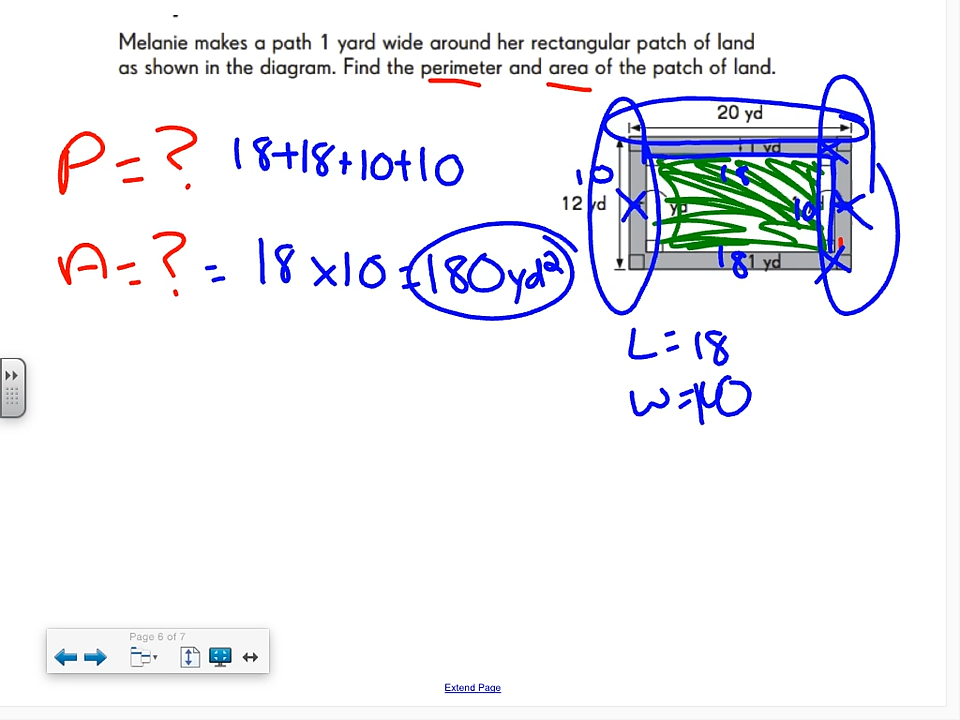 Melanie makes a path 1 yard wide around her rectangular patch of land
as shown in the diagram. Find the perimeter and area of the patch of land.
P = ? 18+18+10+10
A = ? = 18 x 10 = 180 yd²
20 yd
1 yd
18
10
12 yd
yd
10
18
1 yd
L = 18
W = 10
Page 6 of 7
Extend Page